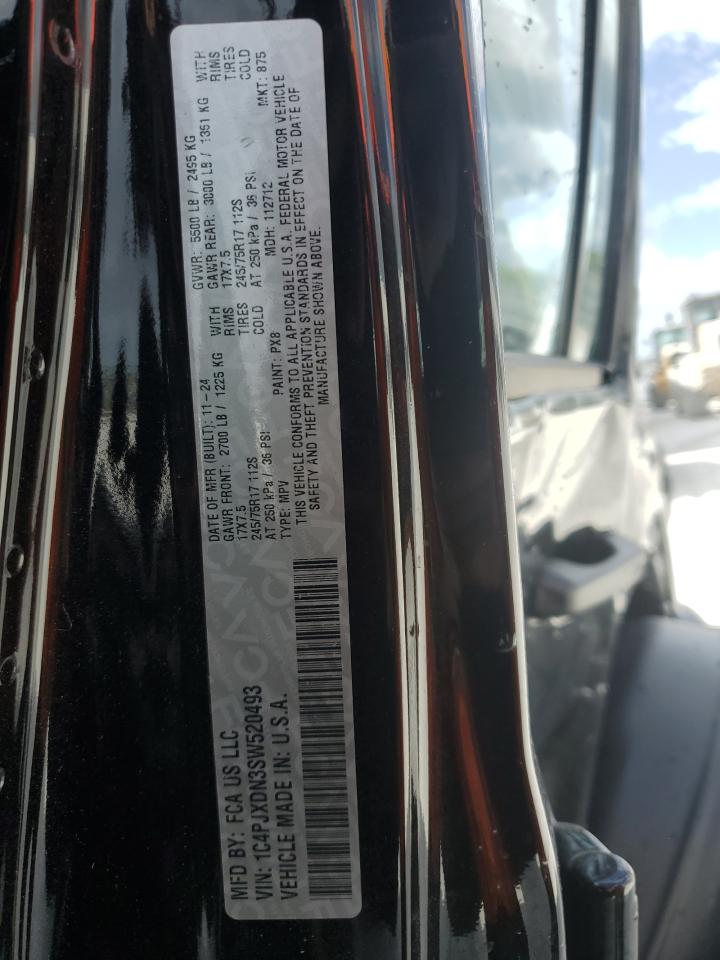 MFD BY: FCA US LLC
VIN: 1C4PJXDN3SW520493
VEHICLE MADE IN: U.S.A.
DATE OF MFR (BUILT): 11-24
GVWR: 5500 LB / 2495 KG
GAWR FRONT: 2700 LB / 1225 KG WITH
GAWR REAR: 3000 LB / 1361 KG WITH
17X7.5 RIMS
17X7.5 RIMS
245/75R17 112S TIRES
245/75R17 112S TIRES
AT 250 kPa / 36 PSI COLD
AT 250 kPa / 36 PSI COLD
TYPE: MPV PAINT: PX8 MDH: 112712 MKT: 875
THIS VEHICLE CONFORMS TO ALL APPLICABLE U.S.A. FEDERAL MOTOR VEHICLE
SAFETY AND THEFT PREVENTION STANDARDS IN EFFECT ON THE DATE OF
MANUFACTURE SHOWN ABOVE.